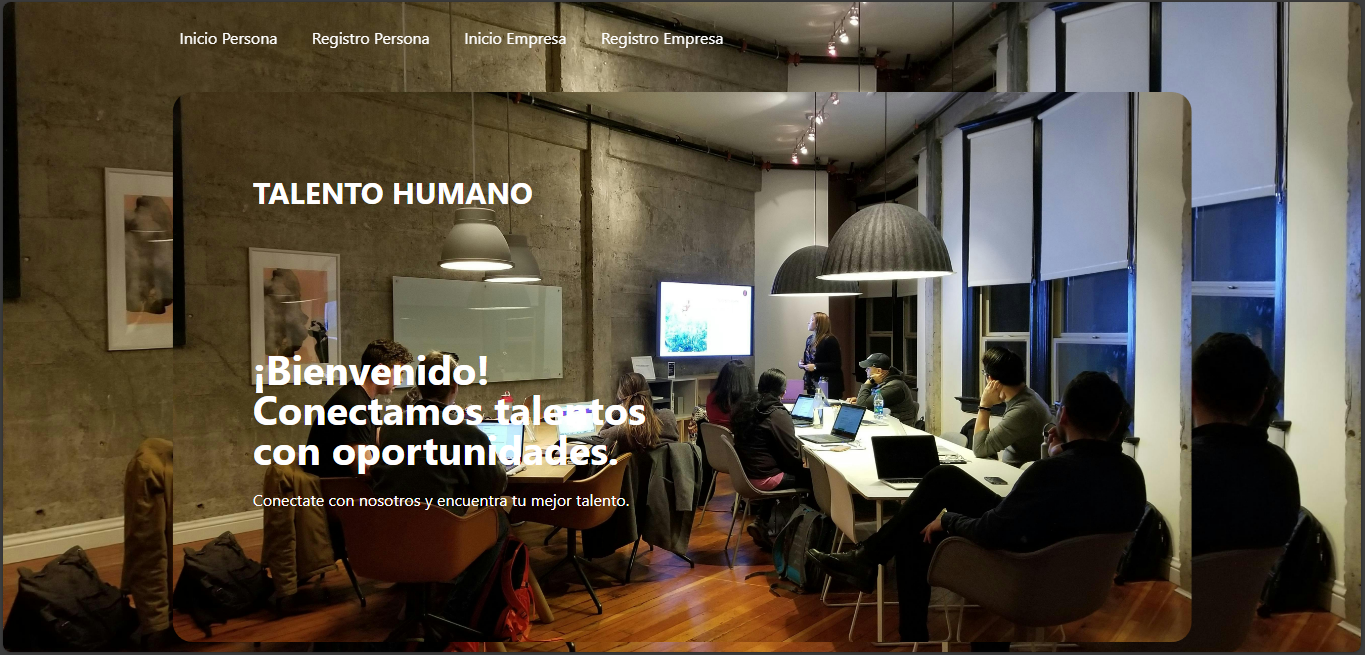 Inicio Persona Registro Persona Inicio Empresa Registro Empresa
TALENTO HUMANO
¡Bienvenido!
Conectamos talentos
con oportunidades.
Conectate con nosotros y encuentra tu mejor talento.